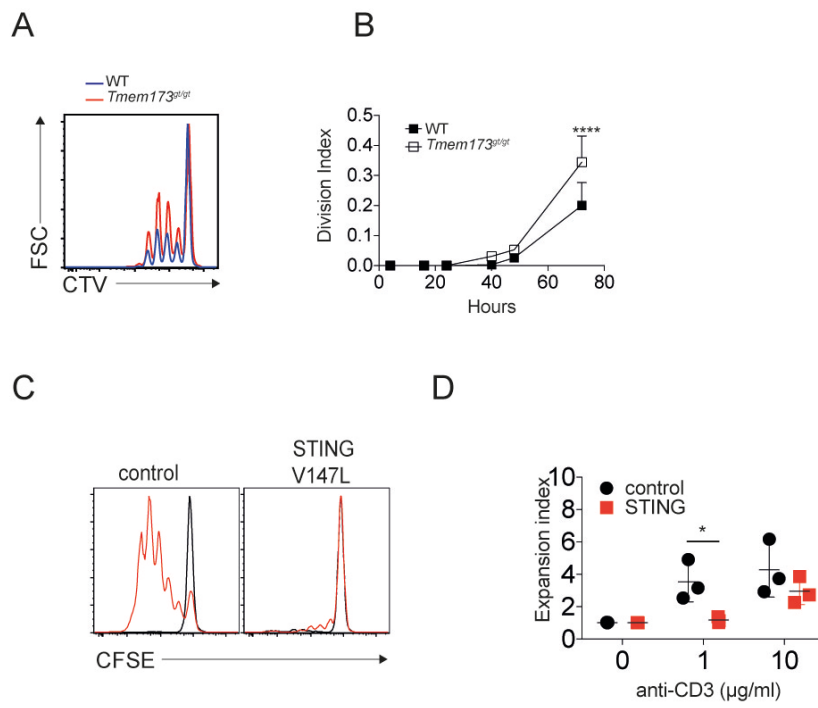 A
WT
Tmem173gt/gt
FSC
CTV
B
0.5
0.4
0.3
0.2
0.1
0.0
Division Index
WT
Tmem173gt/gt
****
0 20 40 60 80
Hours
C
control
STING
V147L
CFSE
D
10
8
6
4
2
0
Expansion index
control
STING
*
0 1 10
anti-CD3 (µg/ml)